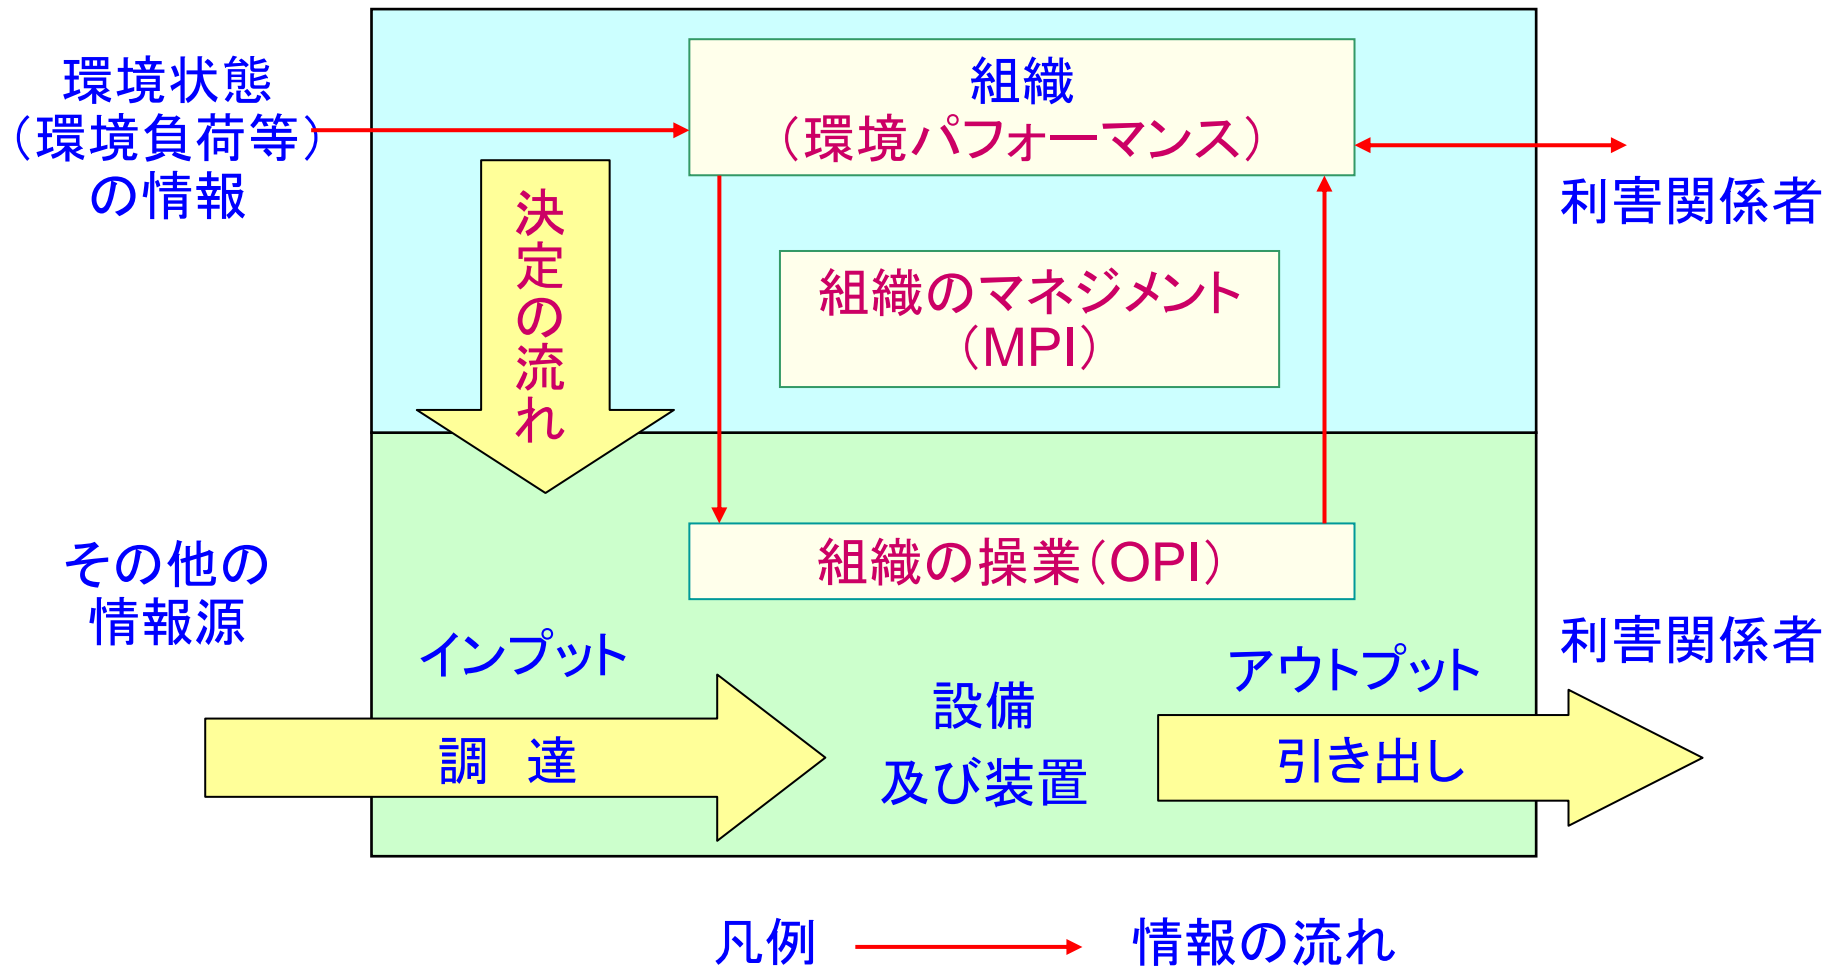 環境状態
（環境負荷等）
の情報
組織
（環境パフォーマンス）
利害関係者
決定の流れ
組織のマネジメント
（MPI）
組織の操業（OPI）
その他の
情報源
インプット
調　達
設備
及び装置
アウトプット
引き出し
利害関係者
凡例
情報の流れ